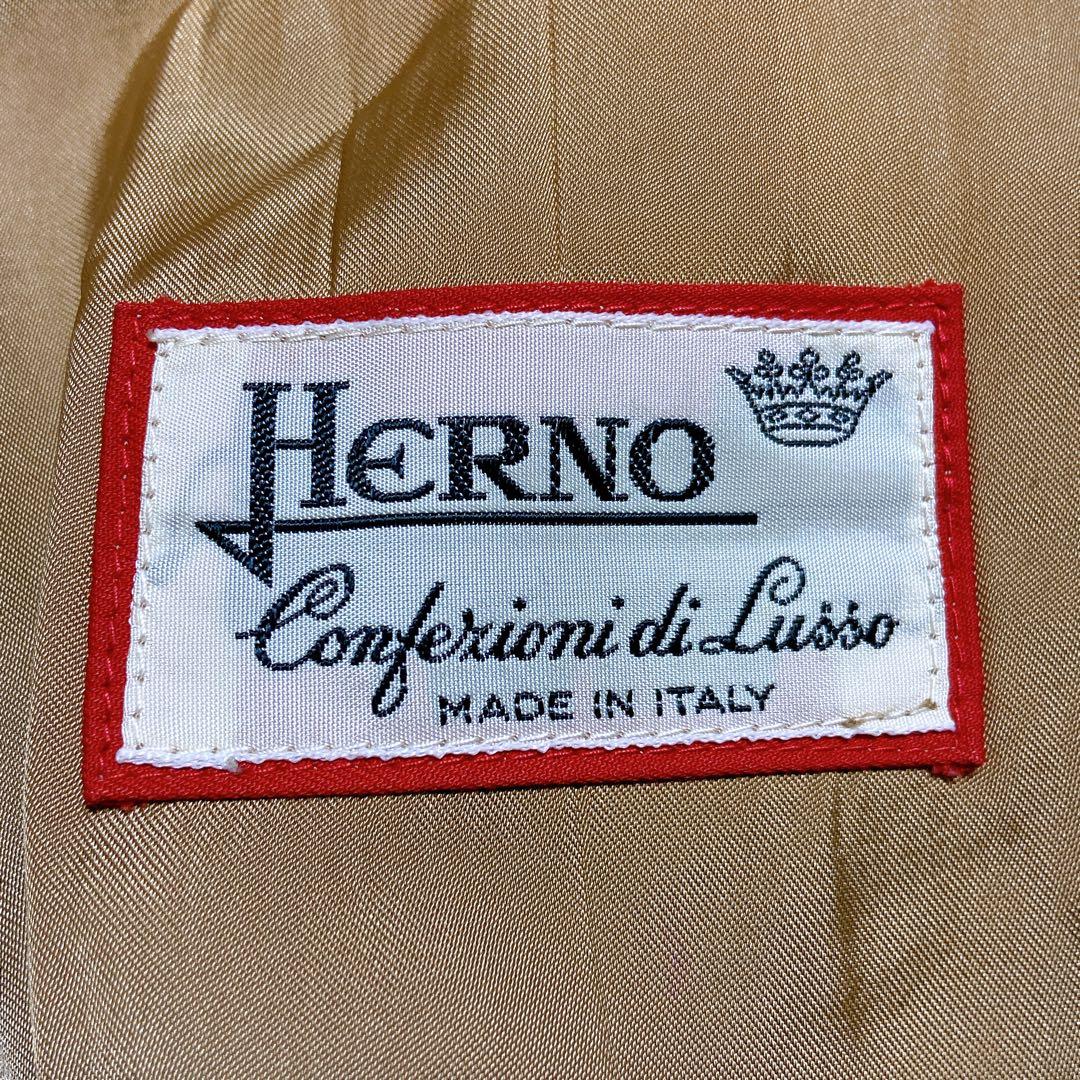 HERNO
Confezioni di Lusso
MADE IN ITALY